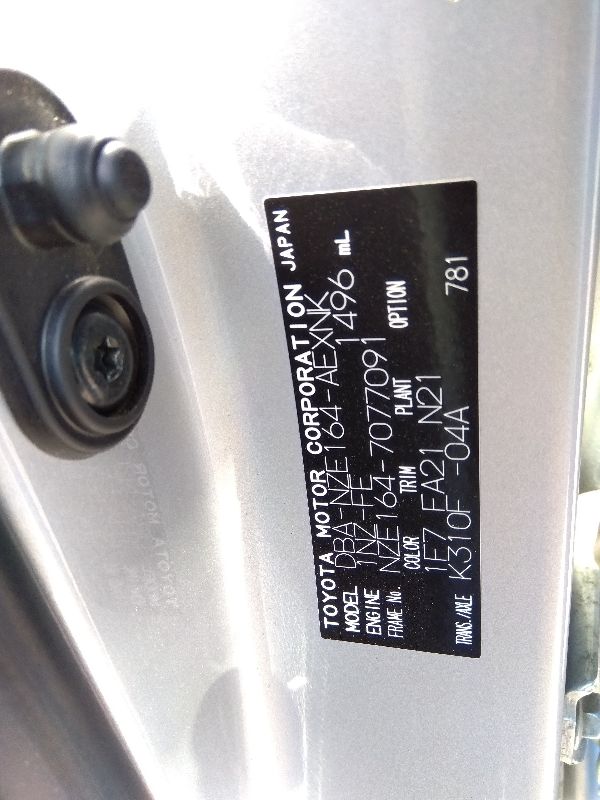 TOYOTA MOTOR CORPORATION JAPAN
MODEL DBA-NZE164-AEXNK
ENGINE 1NZ-FE 1496 mL
FRAME No. NZE164-7077091
COLOR TRIM PLANT OPTION
1F7 FA21 N21 781
TRANS./AXLE K310F -04A